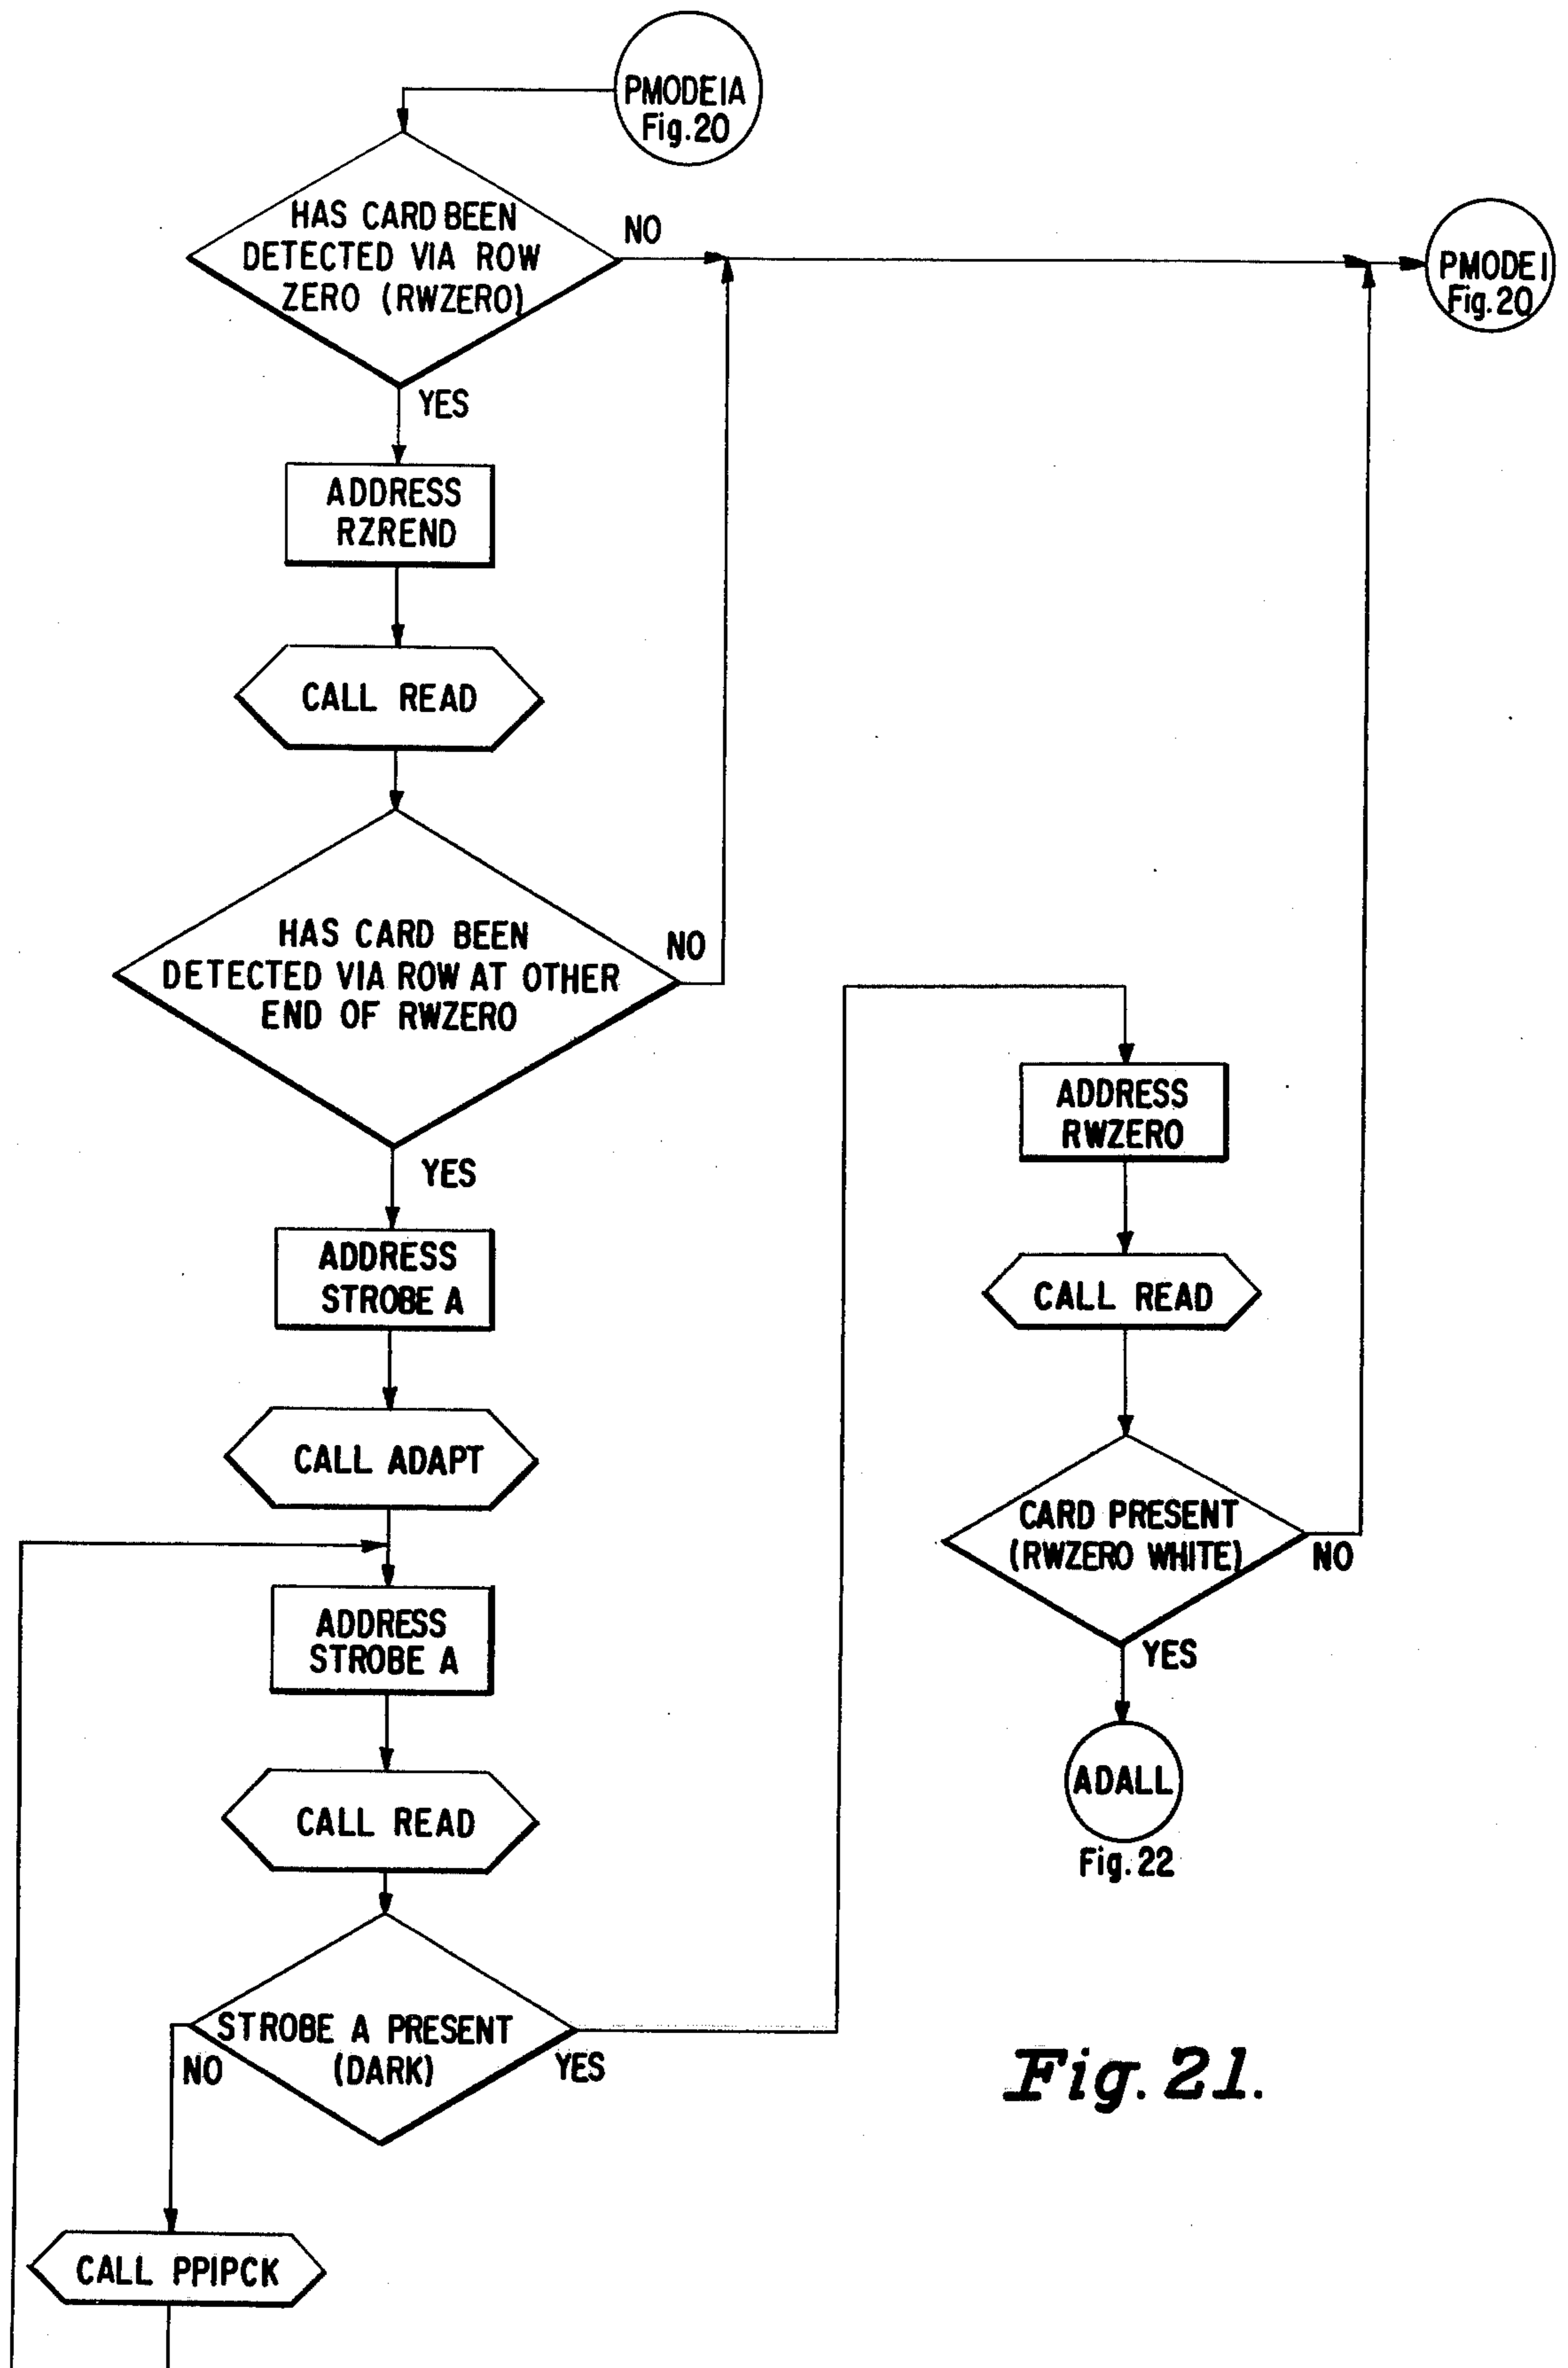 PMODE1A
Fig. 20
HAS CARD BEEN
DETECTED VIA ROW
ZERO (RWZERO)
NO
PMODE1
Fig. 20
YES
ADDRESS
RZREND
CALL READ
HAS CARD BEEN
DETECTED VIA ROW AT OTHER
END OF RWZERO
NO
YES
ADDRESS
STROBE A
CALL ADAPT
ADDRESS
STROBE A
CALL READ
STROBE A PRESENT
(DARK)
NO
YES
CALL PPIPCK
ADDRESS
RWZERO
CALL READ
CARD PRESENT
(RWZERO WHITE)
NO
YES
ADALL
Fig. 22
Fig. 21.